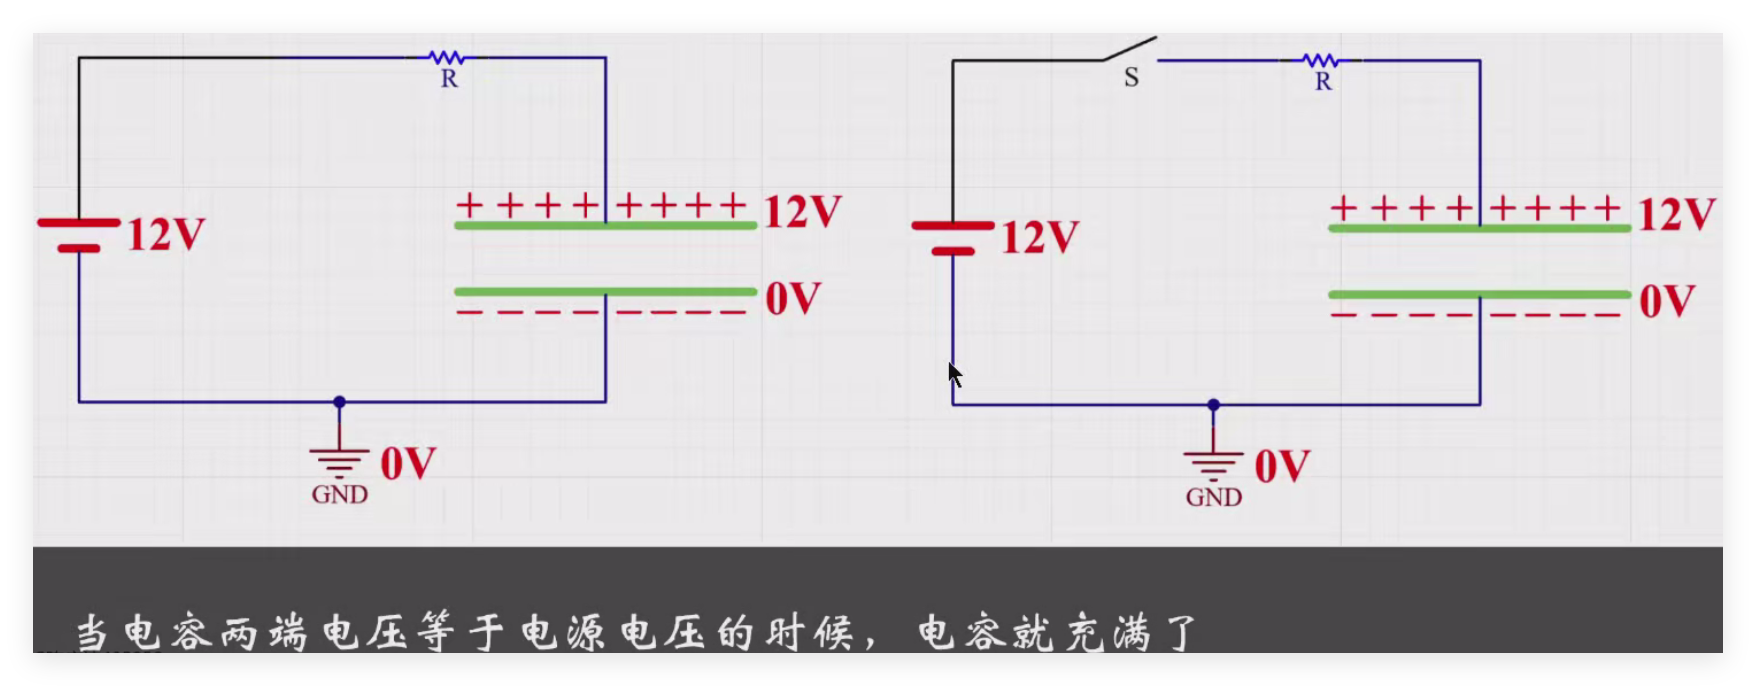 R
12V
+ + + + + + + + 12V
0V
— — — — — — — —
0V
GND
S
R
12V
+ + + + + + + + 12V
0V
— — — — — — — —
0V
GND
当电容两端电压等于电源电压的时候，电容就充满了